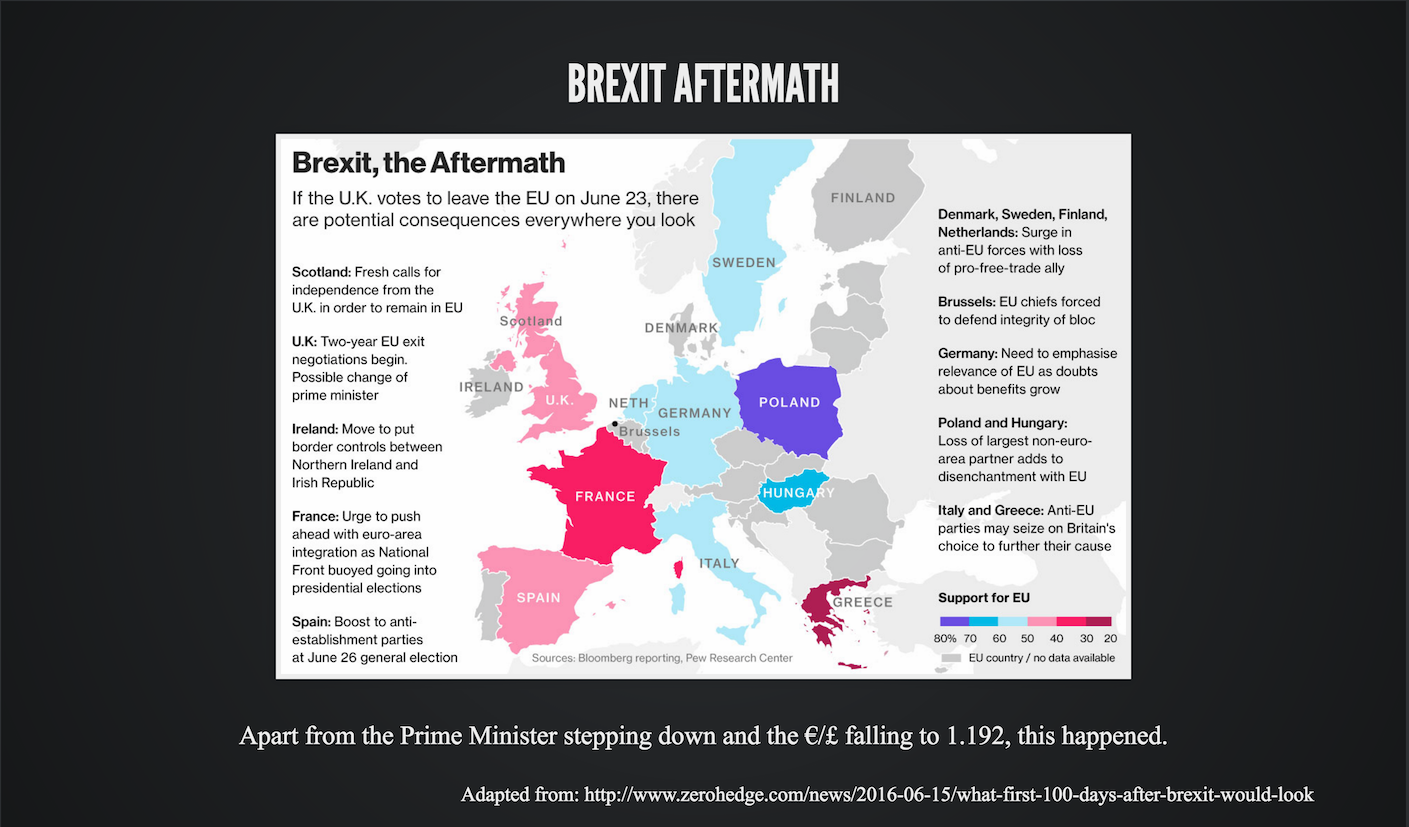 BREXIT AFTERMATH
Brexit, the Aftermath
If the U.K. votes to leave the EU on June 23, there
are potential consequences everywhere you look
Scotland: Fresh calls for
independence from the
U.K. in order to remain in EU
U.K: Two-year EU exit
negotiations begin.
Possible change of
prime minister
Ireland: Move to put
border controls between
Northern Ireland and
Irish Republic
France: Urge to push
ahead with euro-area
integration as National
Front buoyed going into
presidential elections
Spain: Boost to anti-
establishment parties
at June 26 general election
FINLAND
SWEDEN
Scotland
DENMARK
IRELAND
U.K.
NETH
GERMANY
POLAND
Brussels
FRANCE
HUNGARY
ITALY
SPAIN
GREECE
Sources: Bloomberg reporting, Pew Research Center
Denmark, Sweden, Finland,
Netherlands: Surge in
anti-EU forces with loss
of pro-free-trade ally
Brussels: EU chiefs forced
to defend integrity of bloc
Germany: Need to emphasise
relevance of EU as doubts
about benefits grow
Poland and Hungary:
Loss of largest non-euro-
area partner adds to
disenchantment with EU
Italy and Greece: Anti-EU
parties may seize on Britain's
choice to further their cause
Support for EU
80% 70 60 50 40 30 20
EU country / no data available
Apart from the Prime Minister stepping down and the €/£ falling to 1.192, this happened.
Adapted from: http://www.zerohedge.com/news/2016-06-15/what-first-100-days-after-brexit-would-look